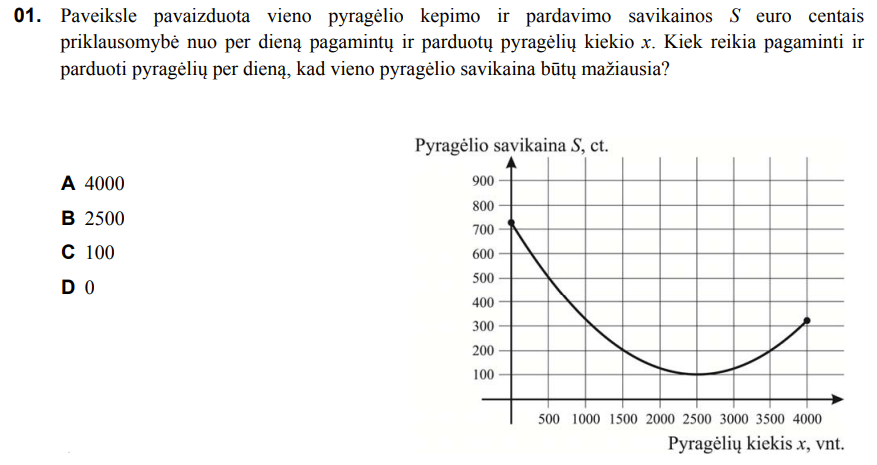 01. Paveiksle pavaizduota vieno pyragėlio kepimo ir pardavimo savikainos S euro centais
priklausomybė nuo per dieną pagamintų ir parduotų pyragėlių kiekio x. Kiek reikia pagaminti ir
parduoti pyragėlių per dieną, kad vieno pyragėlio savikaina būtų mažiausia?
Pyragėlio savikaina S, ct.
A 4000
B 2500
C 100
D 0
900
800
700
600
500
400
300
200
100
500 1000 1500 2000 2500 3000 3500 4000
Pyragėlių kiekis x, vnt.